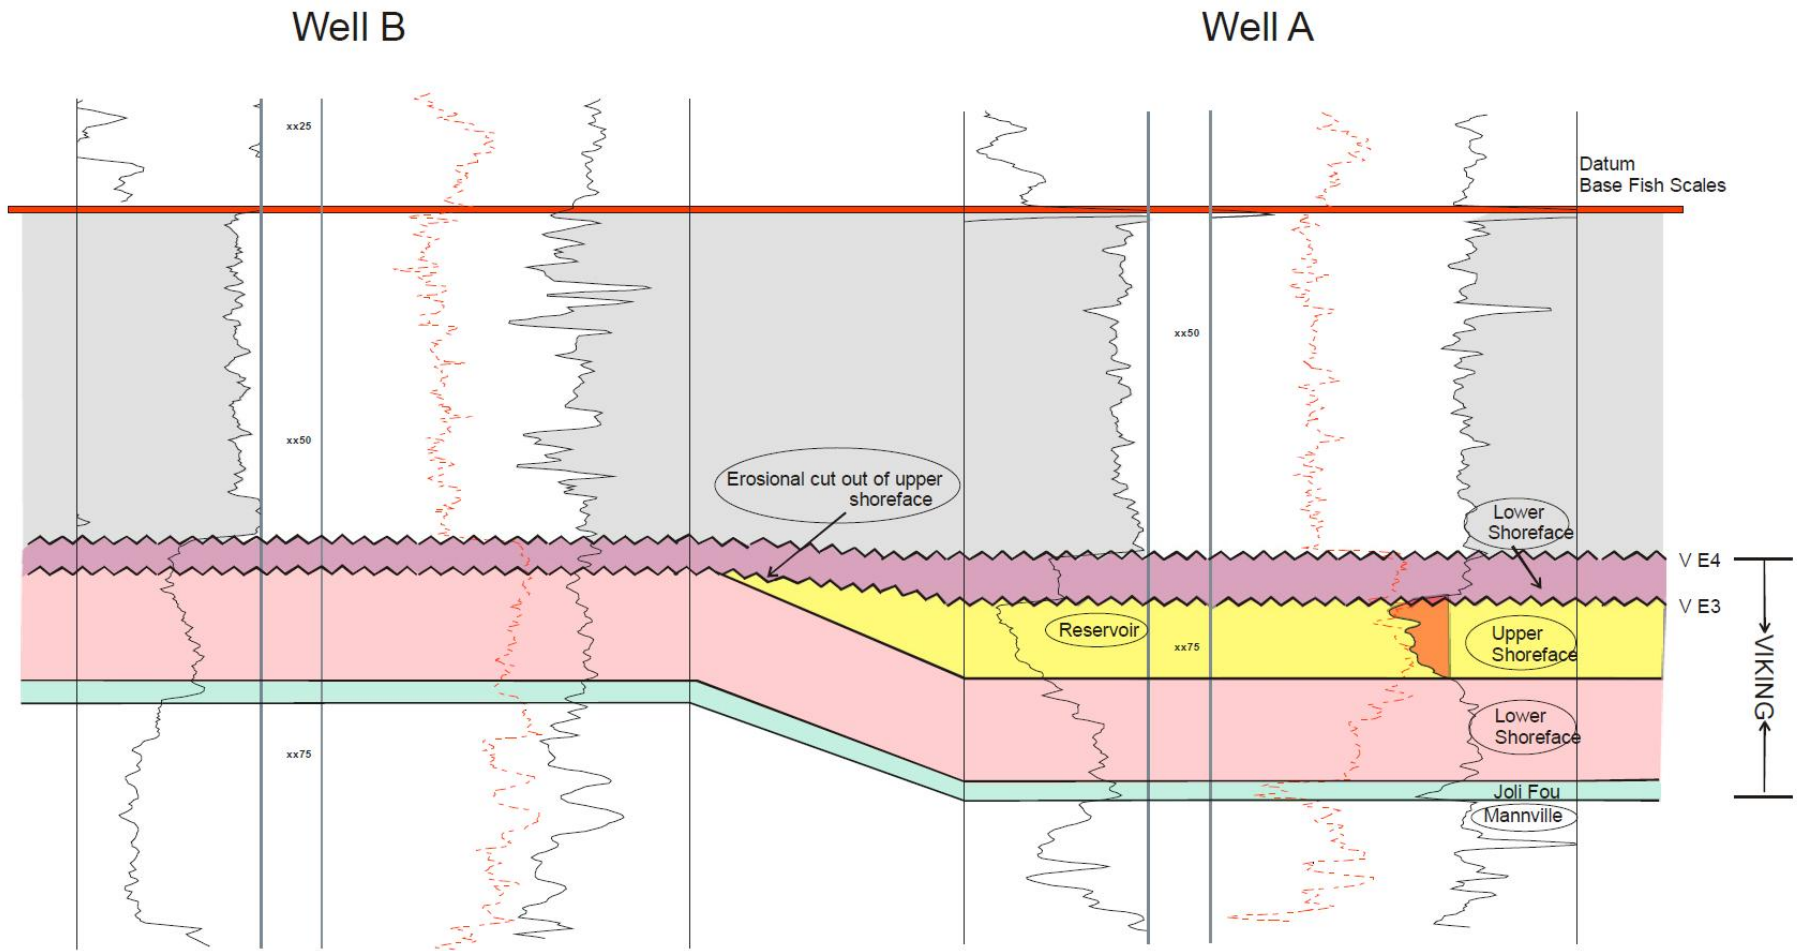 Well B
Well A
xx25
Datum
Base Fish Scales
xx50
xx50
Erosional cut out of upper
shoreface
Lower
Shoreface
V E4
V E3
Reservoir
xx75
Upper
Shoreface
VIKING
Lower
Shoreface
xx75
Joli Fou
Mannville